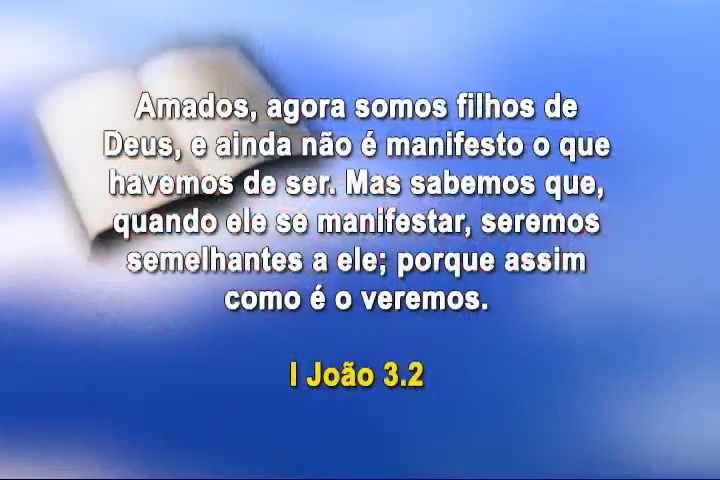 Amados, agora somos filhos de
Deus, e ainda não é manifesto o que
havemos de ser. Mas sabemos que,
quando ele se manifestar, seremos
semelhantes a ele; porque assim
como é o veremos.
I João 3.2